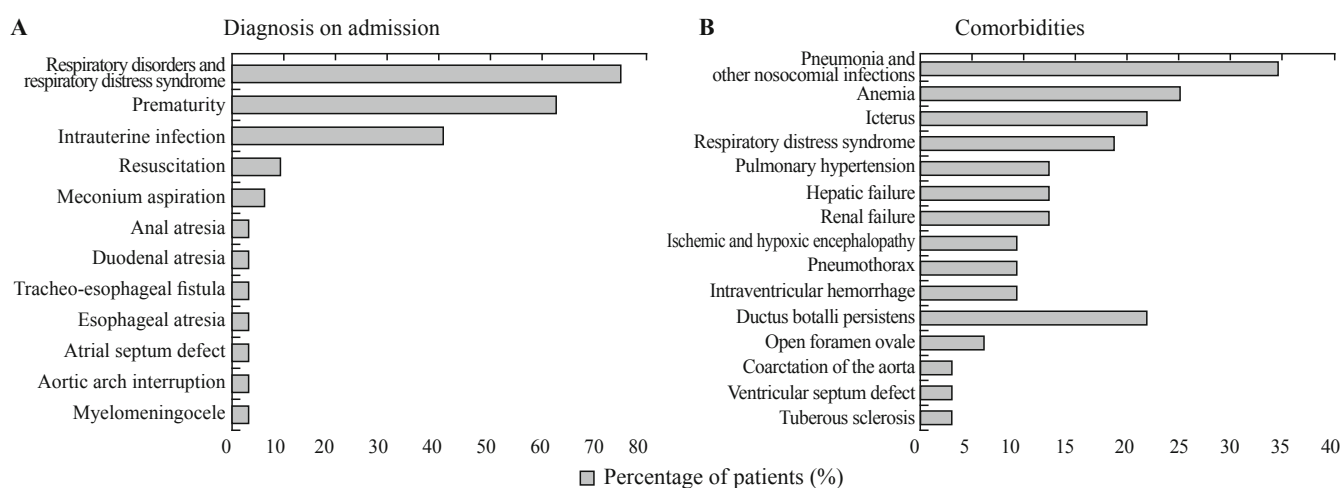 A
Diagnosis on admission
Respiratory disorders and
respiratory distress syndrome
Prematurity
Intrauterine infection
Resuscitation
Meconium aspiration
Anal atresia
Duodenal atresia
Tracheo-esophageal fistula
Esophageal atresia
Atrial septum defect
Aortic arch interruption
Myelomeningocele
0 10 20 30 40 50 60 70 80
B
Comorbidities
Pneumonia and
other nosocomial infections
Anemia
Icterus
Respiratory distress syndrome
Pulmonary hypertension
Hepatic failure
Renal failure
Ischemic and hypoxic encephalopathy
Pneumothorax
Intraventricular hemorrhage
Ductus botalli persistens
Open foramen ovale
Coarctation of the aorta
Ventricular septum defect
Tuberous sclerosis
0 5 10 15 20 25 30 35 40
Percentage of patients (%)